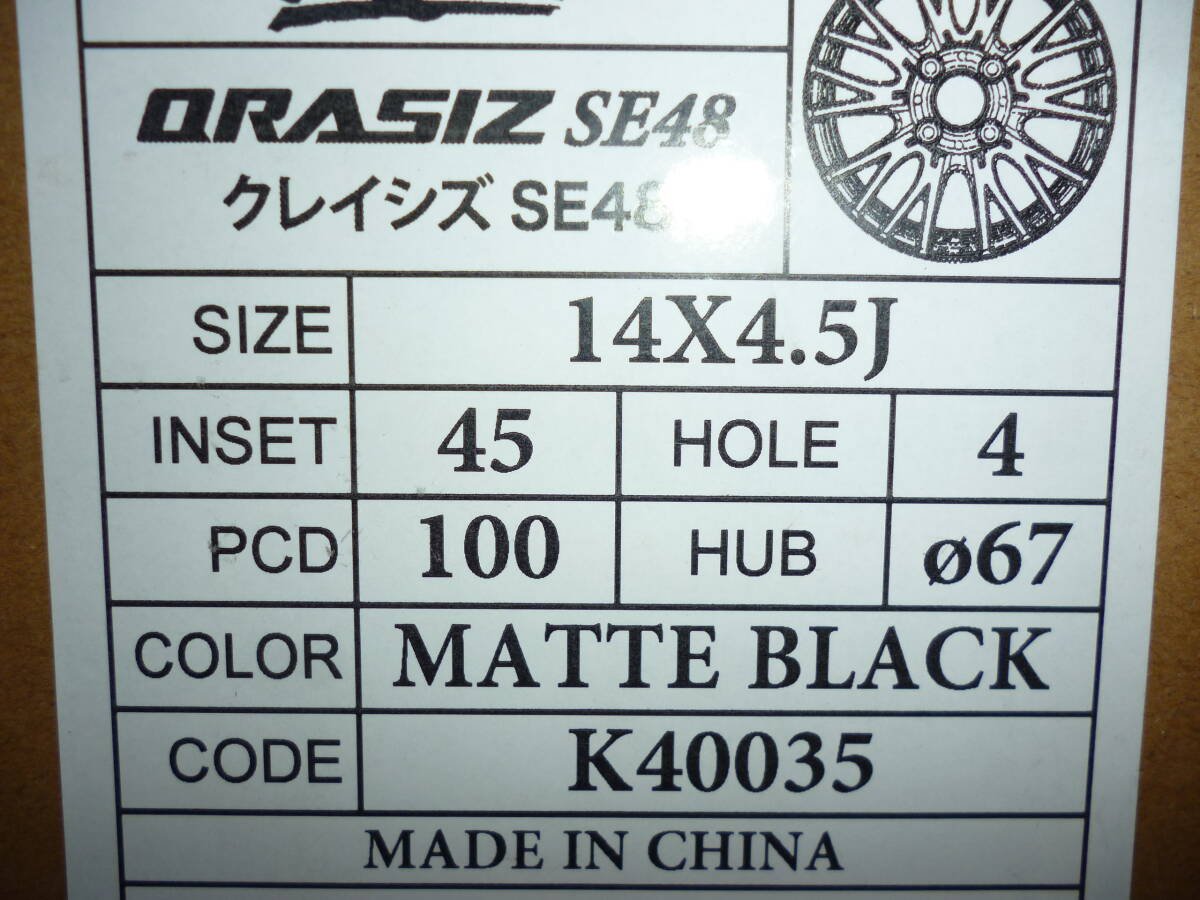 QRASIZ SE48
クレイシズ SE48
SIZE 14X4.5J
INSET 45 HOLE 4
PCD 100 HUB ø67
COLOR MATTE BLACK
CODE K40035
MADE IN CHINA